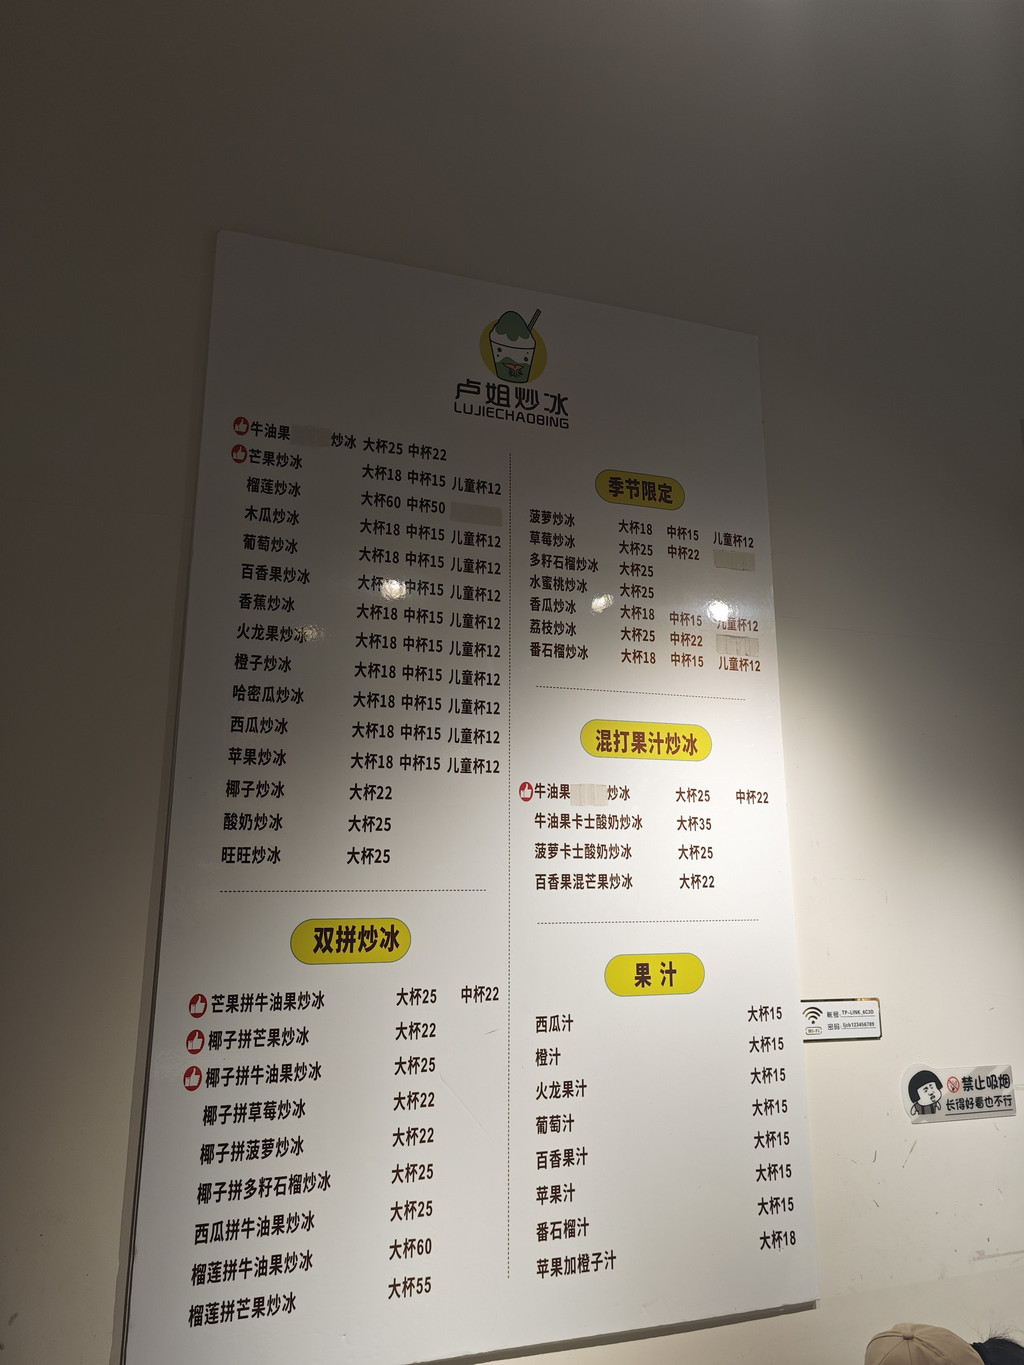 卢姐炒冰
LUJIECHAOBING
牛油果 炒冰 大杯25 中杯22
芒果炒冰 大杯18 中杯15 儿童杯12
榴莲炒冰 大杯60 中杯50
木瓜炒冰 大杯18 中杯15 儿童杯12
葡萄炒冰 大杯18 中杯15 儿童杯12
百香果炒冰 大杯 中杯15 儿童杯12
香蕉炒冰 大杯18 中杯15 儿童杯12
火龙果炒冰 大杯18 中杯15 儿童杯12
橙子炒冰 大杯18 中杯15 儿童杯12
哈密瓜炒冰 大杯18 中杯15 儿童杯12
西瓜炒冰 大杯18 中杯15 儿童杯12
苹果炒冰 大杯18 中杯15 儿童杯12
椰子炒冰 大杯22
酸奶炒冰 大杯25
旺旺炒冰 大杯25
双拼炒冰
芒果拼牛油果炒冰 大杯25 中杯22
椰子拼芒果炒冰 大杯22
椰子拼牛油果炒冰 大杯25
椰子拼草莓炒冰 大杯22
椰子拼菠萝炒冰 大杯22
椰子拼多籽石榴炒冰 大杯25
西瓜拼牛油果炒冰 大杯25
榴莲拼牛油果炒冰 大杯60
榴莲拼芒果炒冰 大杯55
季节限定
菠萝炒冰 大杯18 中杯15 儿童杯12
草莓炒冰 大杯25 中杯22
多籽石榴炒冰 大杯25
水蜜桃炒冰 大杯25
香瓜炒冰 大杯18 中杯15 儿童杯12
荔枝炒冰 大杯25 中杯22
番石榴炒冰 大杯18 中杯15 儿童杯12
混打果汁炒冰
牛油果 炒冰 大杯25 中杯22
牛油果卡士酸奶炒冰 大杯35
菠萝卡士酸奶炒冰 大杯25
百香果混芒果炒冰 大杯22
果汁
西瓜汁 大杯15
橙汁 大杯15
火龙果汁 大杯15
葡萄汁 大杯15
百香果汁 大杯15
苹果汁 大杯15
番石榴汁 大杯15
苹果加橙子汁 大杯18
Wi-Fi
账号: TP-LINK_6C3D
密码: ljcb123456789
禁止吸烟
长得好看也不行